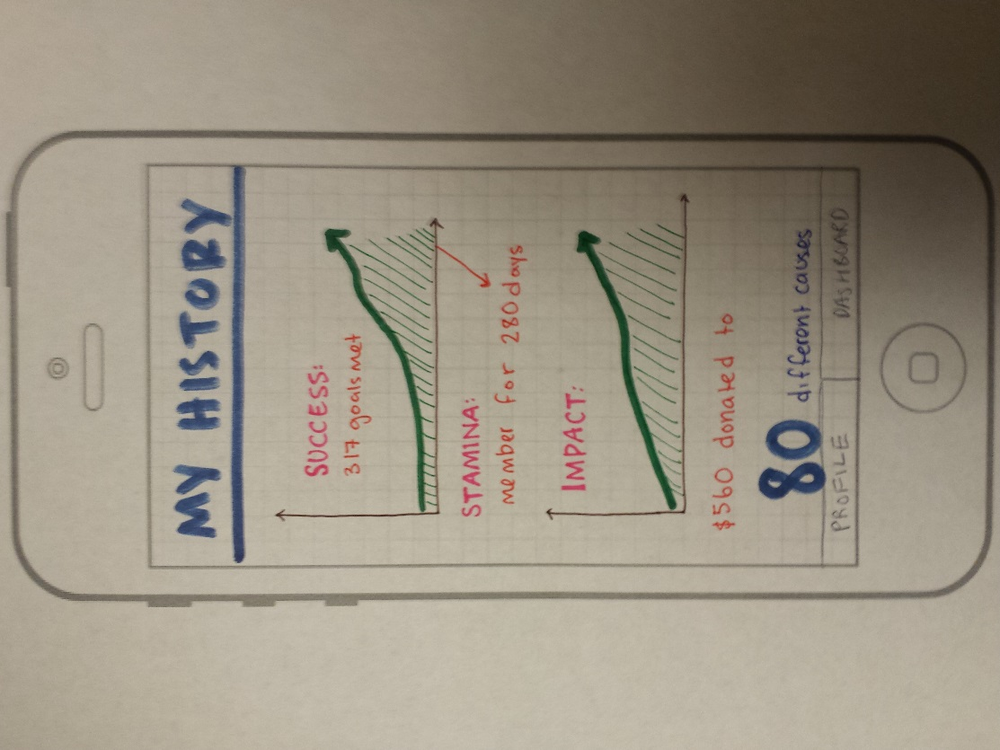 MY HISTORY
SUCCESS:
317 goals met
STAMINA:
member for 280 days
IMPACT:
$560 donated to
80 different causes
PROFILE
DASHBOARD